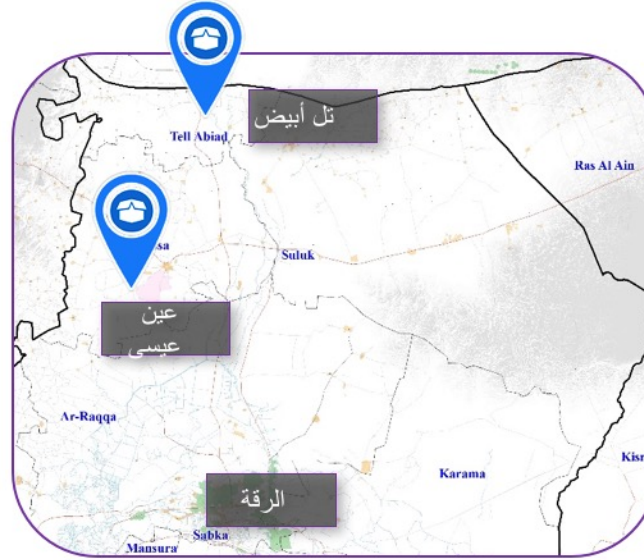 تل أبيض
Tell Abiad
Ras Al Ain
Suluk
عين
عيسى
Ar-Raqqa
Karama
الرقة
Sabka
Mansura